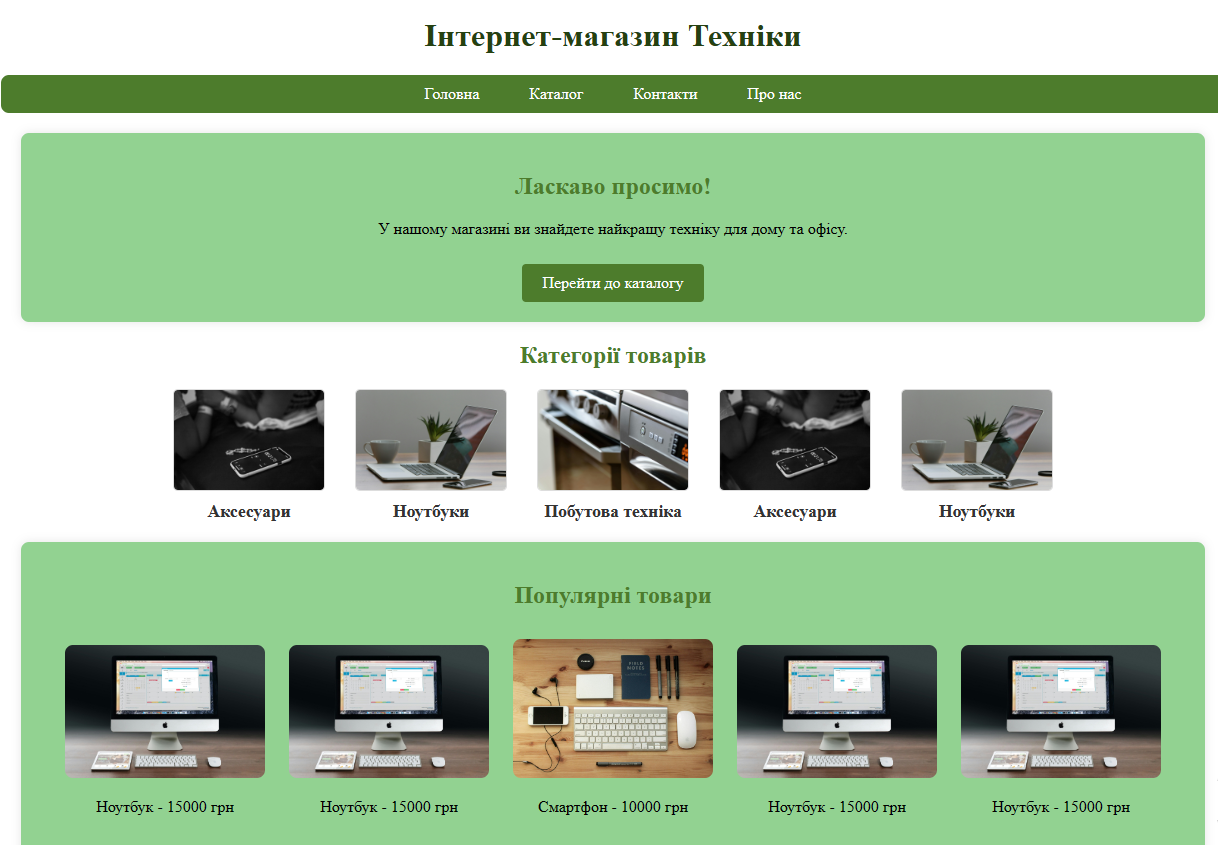 Інтернет-магазин Техніки
Головна Каталог Контакти Про нас
Ласкаво просимо!
У нашому магазині ви знайдете найкращу техніку для дому та офісу.
Перейти до каталогу
Категорії товарів
Аксесуари Ноутбуки Побутова техніка Аксесуари Ноутбуки
Популярні товари
FIELD
NOTES
Ноутбук - 15000 грн Ноутбук - 15000 грн Смартфон - 10000 грн Ноутбук - 15000 грн Ноутбук - 15000 грн